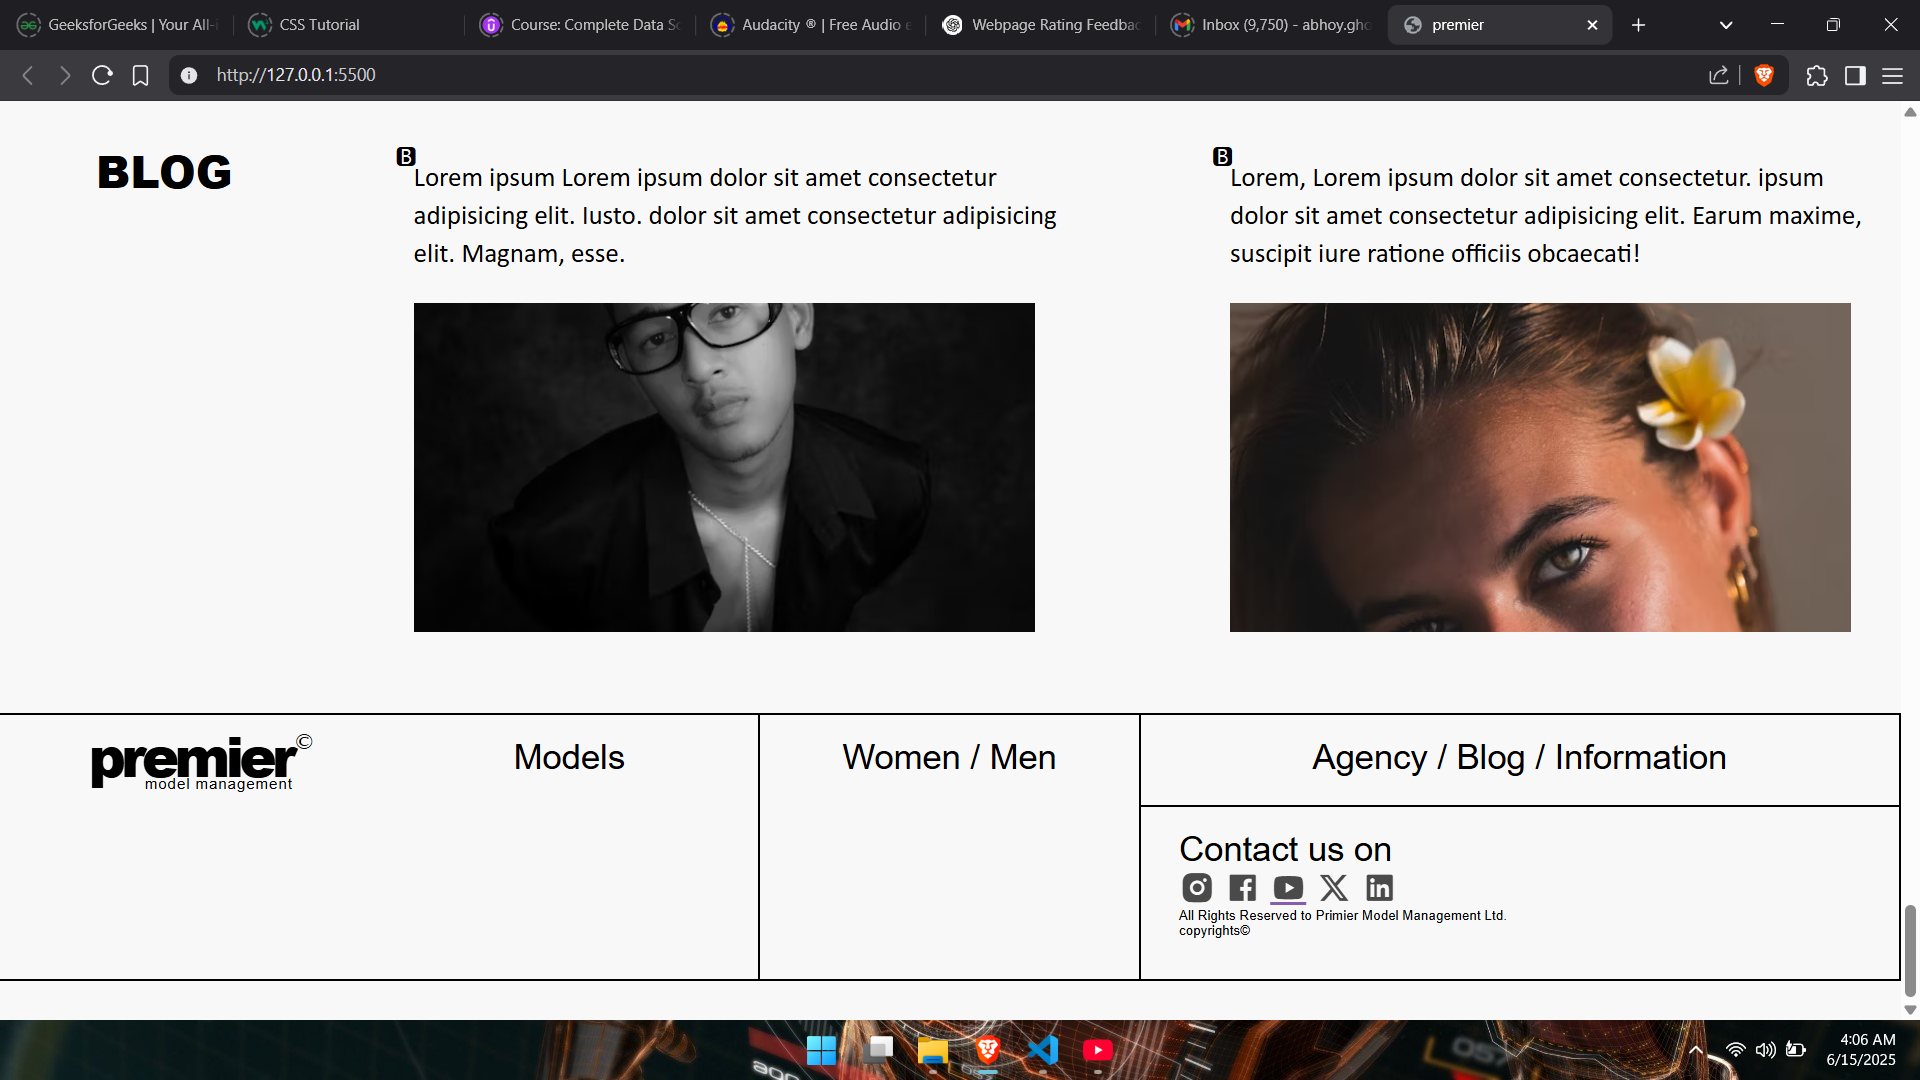 GeeksforGeeks | Your All-i
CSS Tutorial
Course: Complete Data Sc
Audacity ® | Free Audio e
Webpage Rating Feedbac
Inbox (9,750) - abhoy.gho
premier
http://127.0.0.1:5500
BLOG
B
Lorem ipsum Lorem ipsum dolor sit amet consectetur
adipisicing elit. Iusto. dolor sit amet consectetur adipisicing
elit. Magnam, esse.
B
Lorem, Lorem ipsum dolor sit amet consectetur. ipsum
dolor sit amet consectetur adipisicing elit. Earum maxime,
suscipit iure ratione officiis obcaecati!
premier©
model management
Models
Women / Men
Agency / Blog / Information
Contact us on
All Rights Reserved to Primier Model Management Ltd.
copyrights©
4:06 AM
6/15/2025